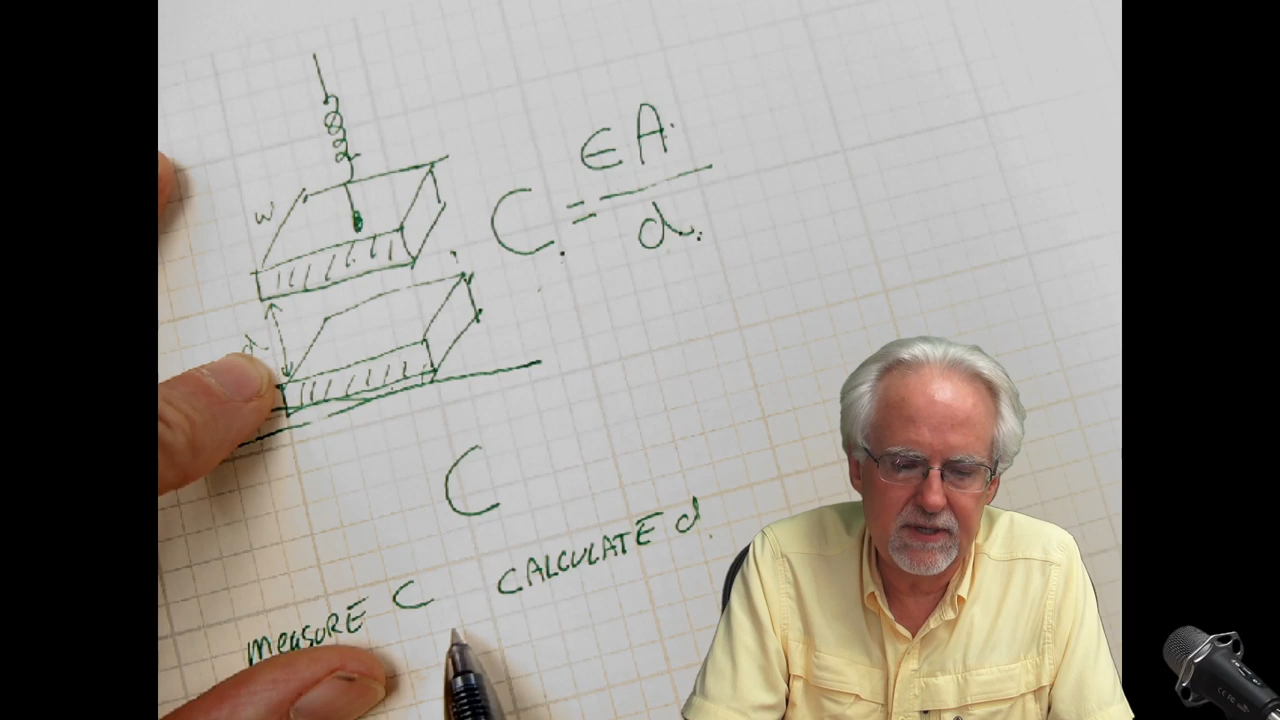 w
C = ϵA / d
d
C
MEASURE C CALCULATE d